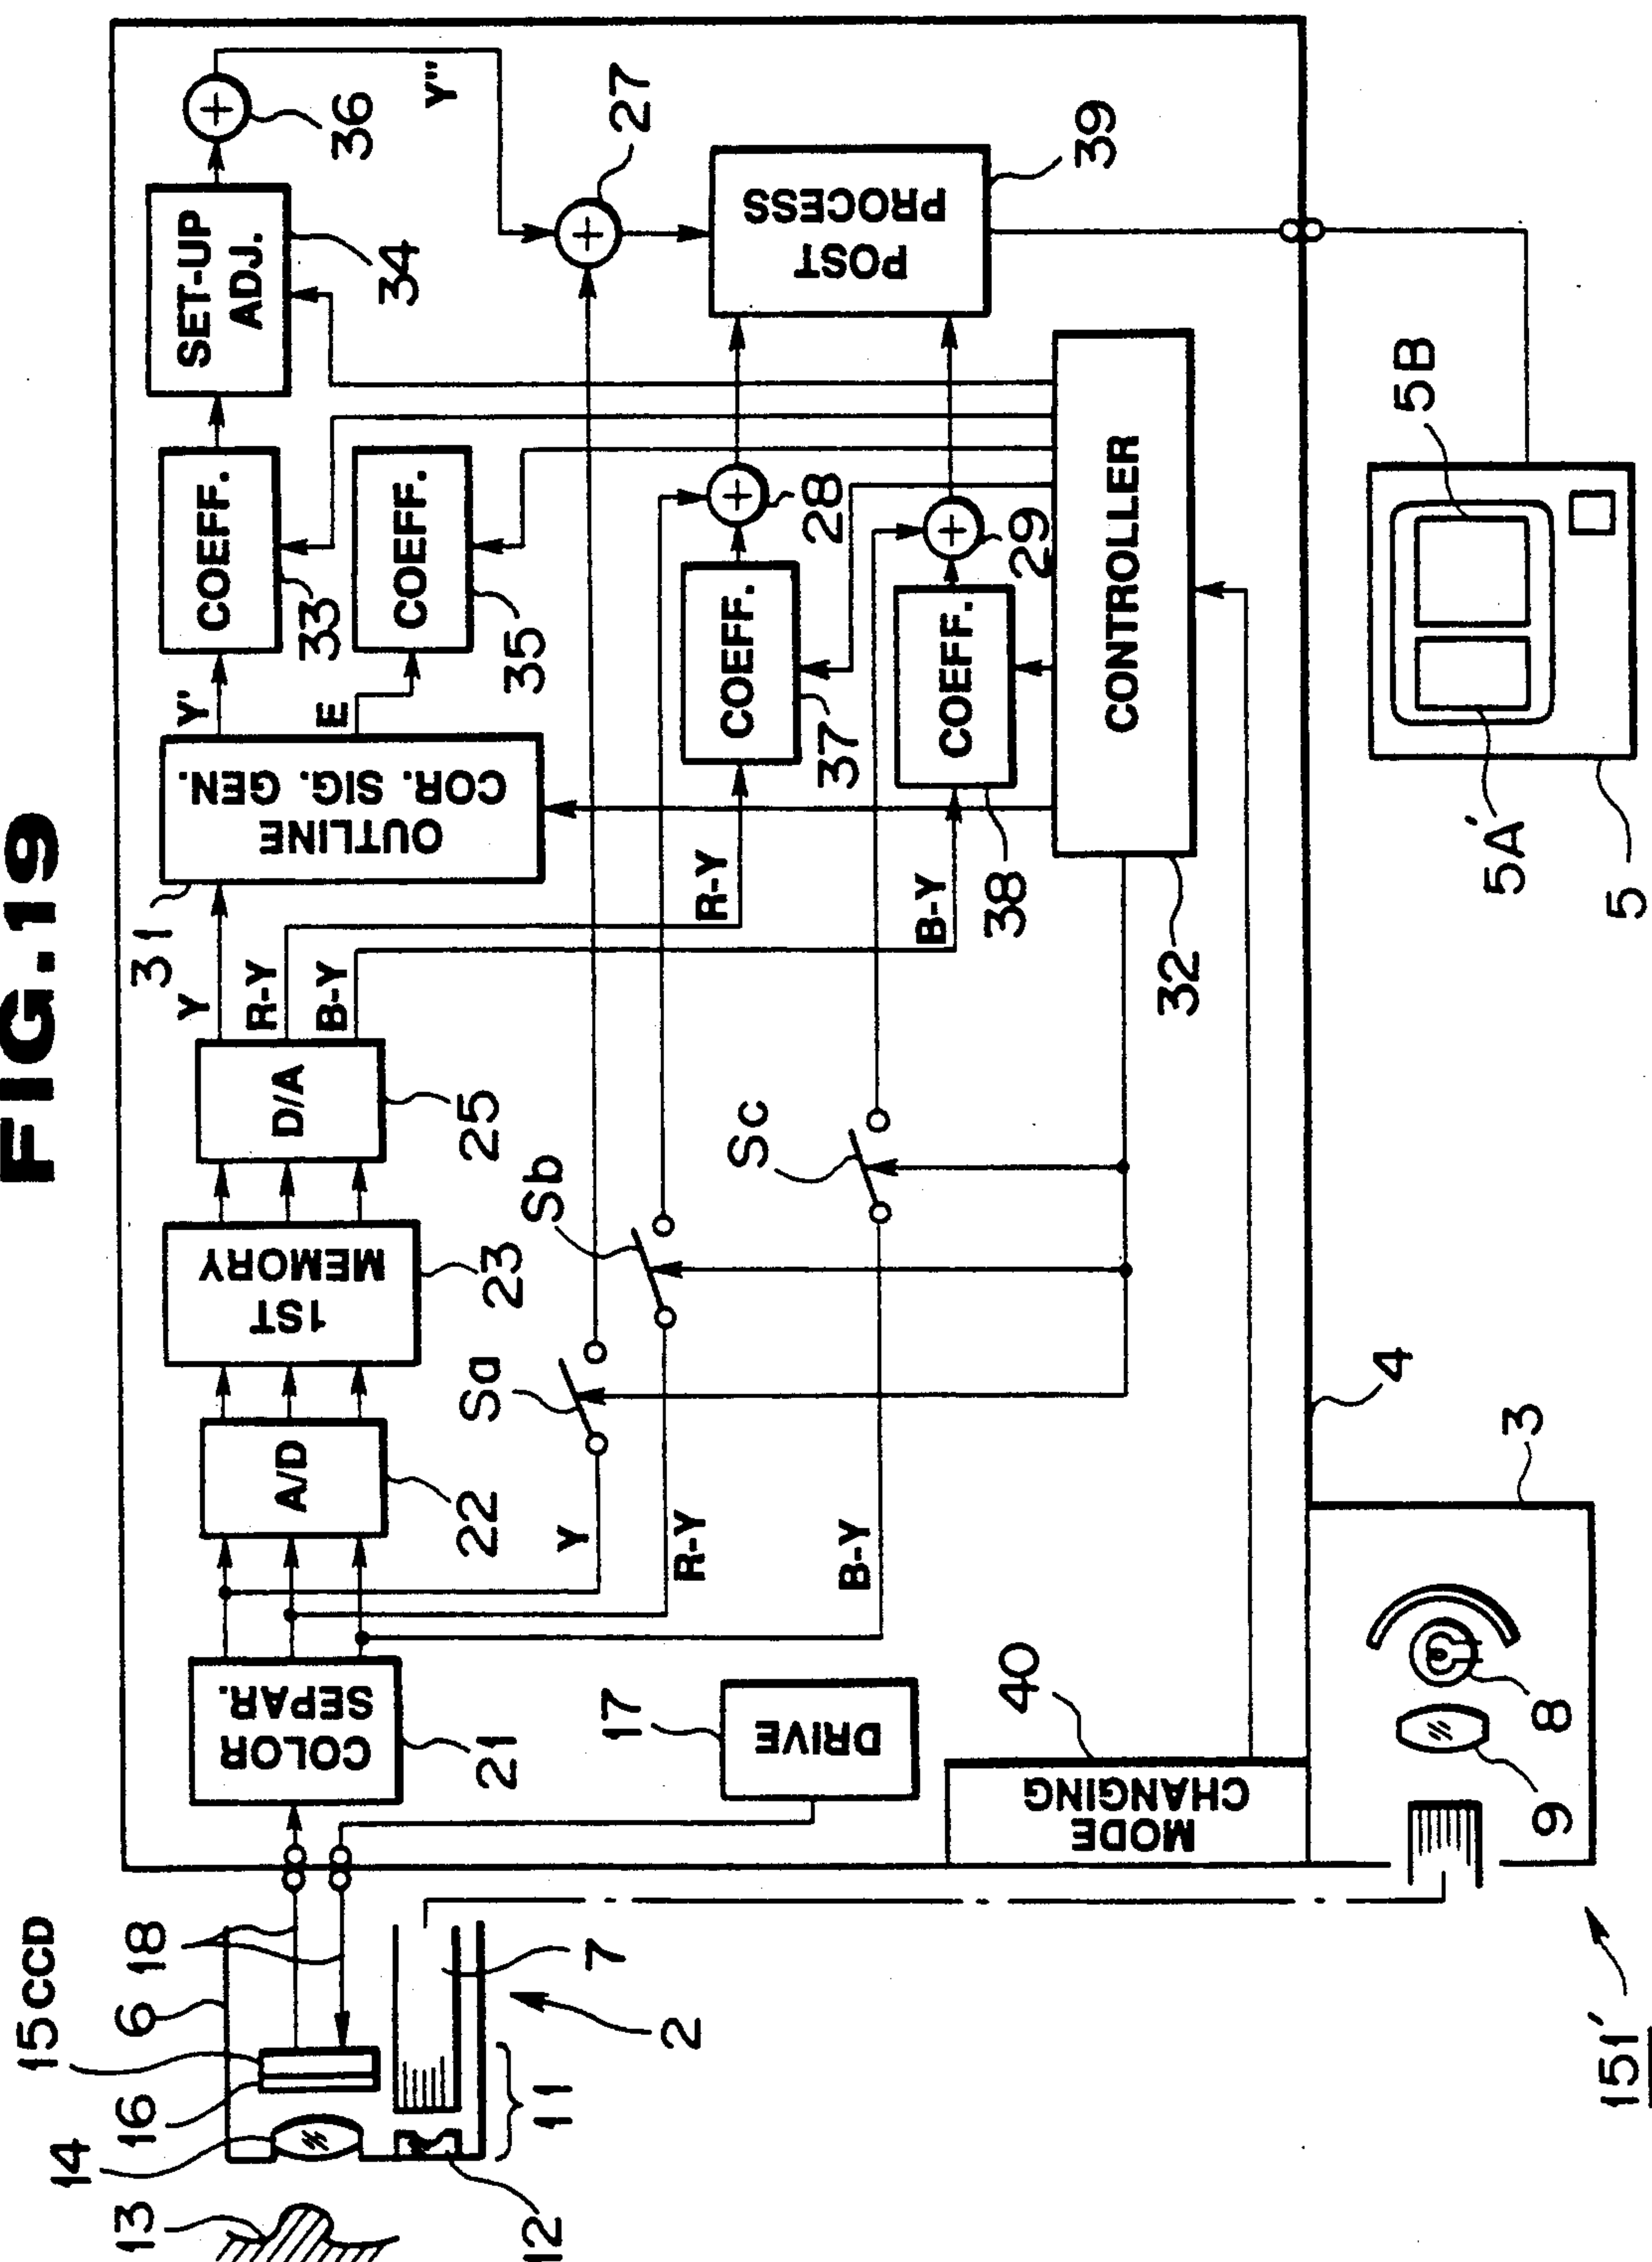 FIG.19
13
14
16
15 CCD
6
18
12
11
2
7
COLOR
SEPAR.
21
A/D
22
1ST
MEMORY
23
D/A
25
Y
R-Y
B-Y
31
OUTLINE
COR. SIG. GEN.
Y'
E
COEFF.
33
COEFF.
35
SET-UP
ADJ.
34
36
Y"
27
Y
Sa
R-Y
Sb
B-Y
Sc
R-Y
COEFF.
37
28
B-Y
COEFF.
38
29
POST
PROCESS
39
DRIVE
17
MODE
CHANGING
40
CONTROLLER
32
4
3
8
9
5A'
5B
5
151'